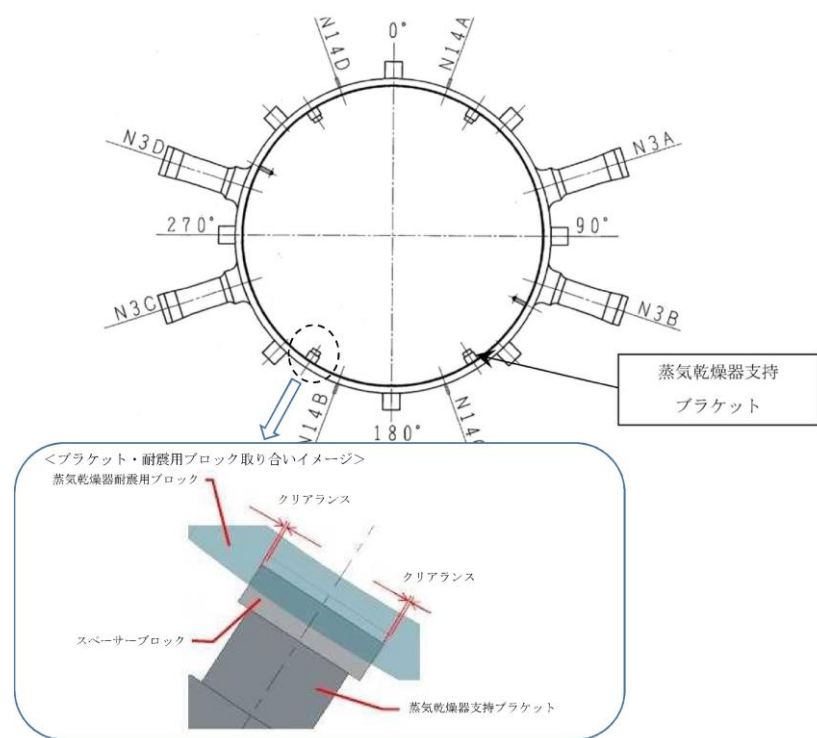 0°
N14D
N14A
N3D
N3A
270°
90°
N3C
N3B
蒸気乾燥器支持
ブラケット
N14B
N14C
180°
＜ブラケット・耐震用ブロック取り合いイメージ＞
蒸気乾燥器耐震用ブロック
クリアランス
クリアランス
スペーサーブロック
蒸気乾燥器支持ブラケット